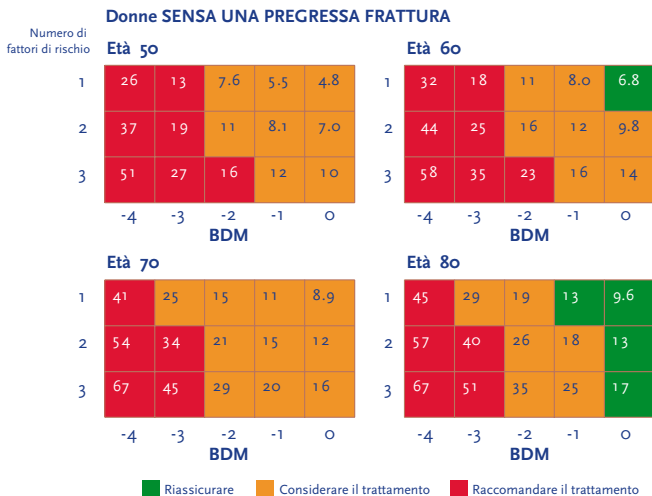 Donne SENSA UNA PREGRESSA FRATTURA
Numero di
fattori di rischio
Età 50
1 26 13 7.6 5.5 4.8
2 37 19 11 8.1 7.0
3 51 27 16 12 10
-4 -3 -2 -1 0
BDM
Età 60
1 32 18 11 8.0 6.8
2 44 25 16 12 9.8
3 58 35 23 16 14
-4 -3 -2 -1 0
BDM
Età 70
1 41 25 15 11 8.9
2 54 34 21 15 12
3 67 45 29 20 16
-4 -3 -2 -1 0
BDM
Età 80
1 45 29 19 13 9.6
2 57 40 26 18 13
3 67 51 35 25 17
-4 -3 -2 -1 0
BDM
Riassicurare Considerare il trattamento Raccomandare il trattamento